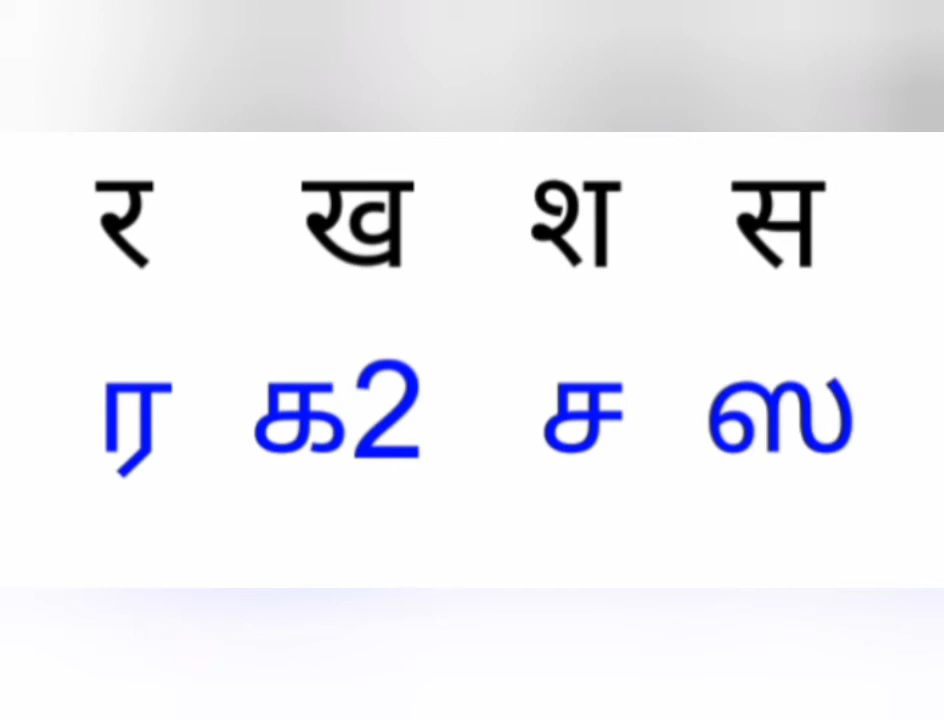 र ख श स
ர க2 ச ஸ